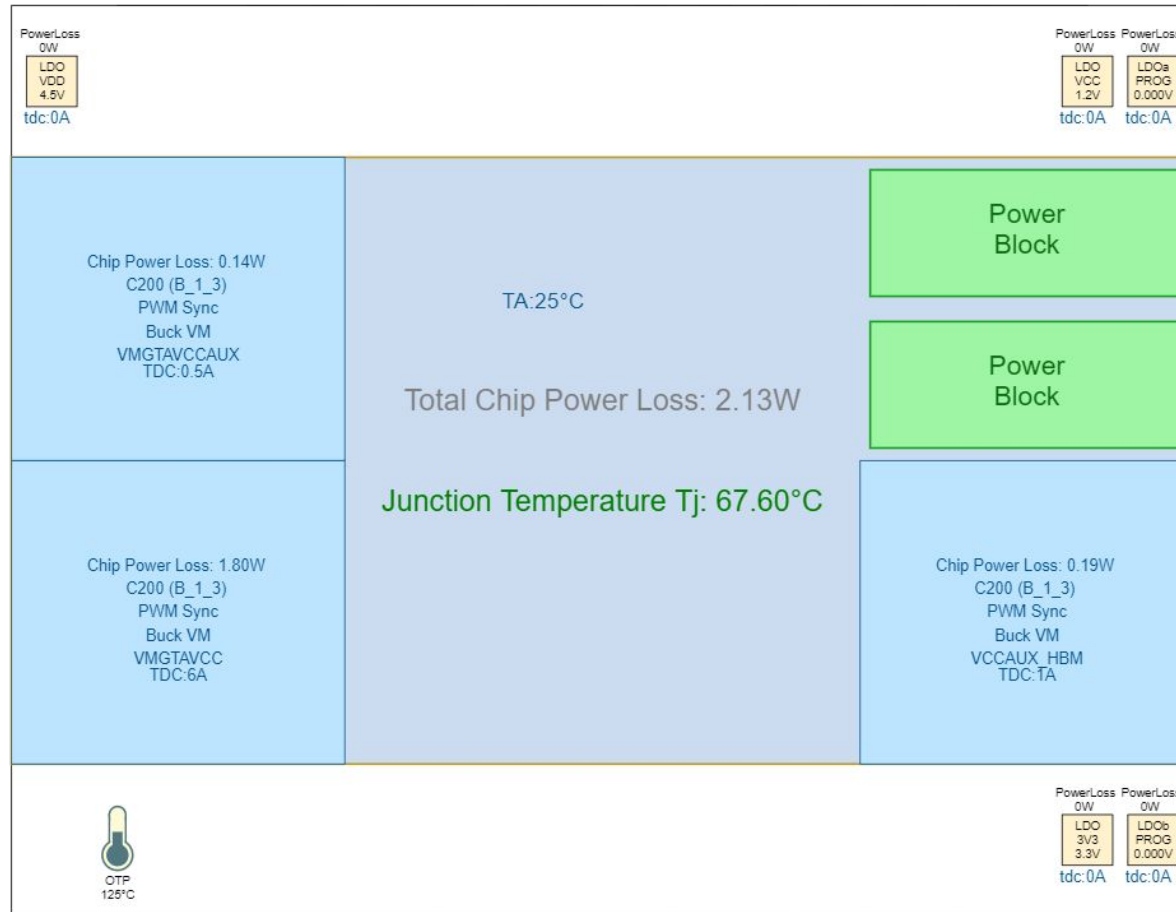 PowerLoss
0W
LDO
VDD
4.5V
tdc:0A
PowerLoss
0W
LDO
VCC
1.2V
tdc:0A
PowerLoss
0W
LDOa
PROG
0.000V
tdc:0A
Chip Power Loss: 0.14W
C200 (B_1_3)
PWM Sync
Buck VM
VMGTAVCCAUX
TDC:0.5A
TA:25°C
Total Chip Power Loss: 2.13W
Junction Temperature Tj: 67.60°C
Power
Block
Power
Block
Chip Power Loss: 1.80W
C200 (B_1_3)
PWM Sync
Buck VM
VMGTAVCC
TDC:6A
Chip Power Loss: 0.19W
C200 (B_1_3)
PWM Sync
Buck VM
VCCAUX_HBM
TDC:1A
OTP
125°C
PowerLoss
0W
LDO
3V3
3.3V
tdc:0A
PowerLoss
0W
LDOb
PROG
0.000V
tdc:0A